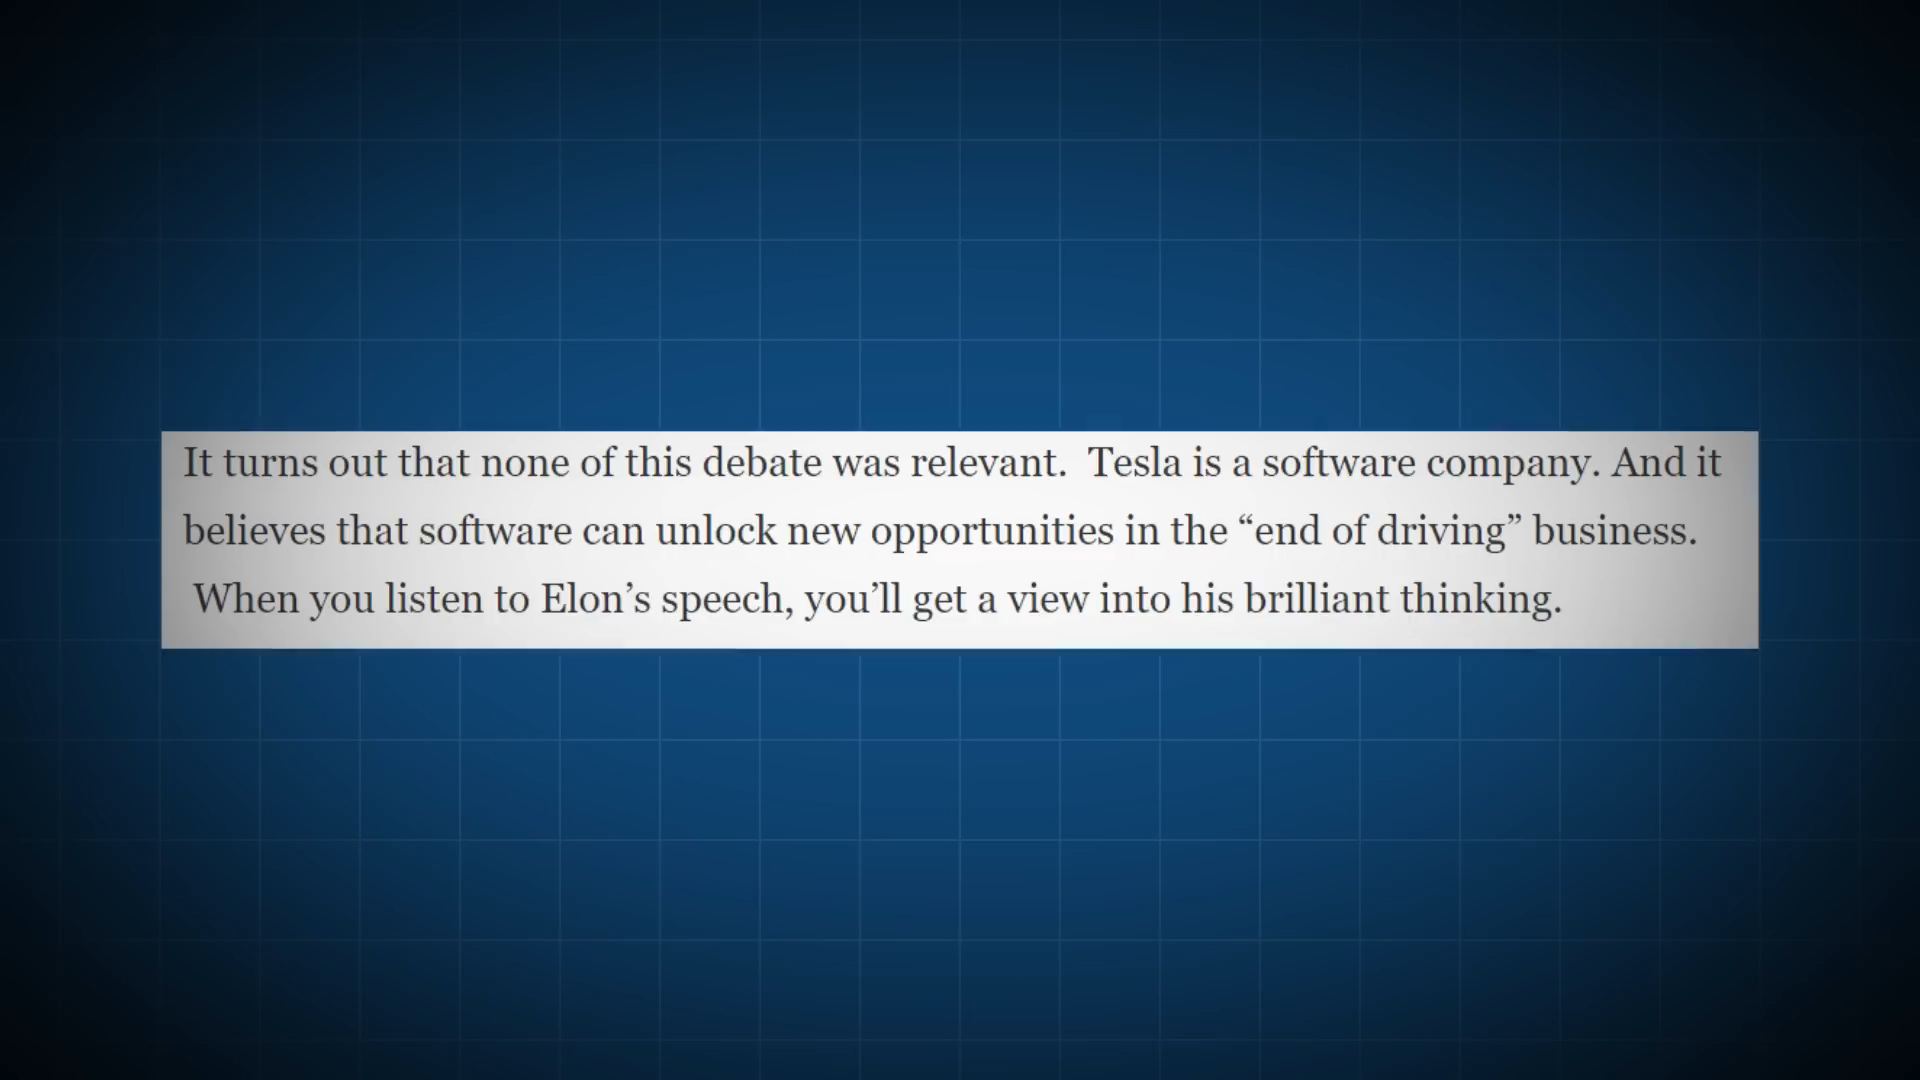 It turns out that none of this debate was relevant.  Tesla is a software company. And it
believes that software can unlock new opportunities in the “end of driving” business.
When you listen to Elon’s speech, you’ll get a view into his brilliant thinking.